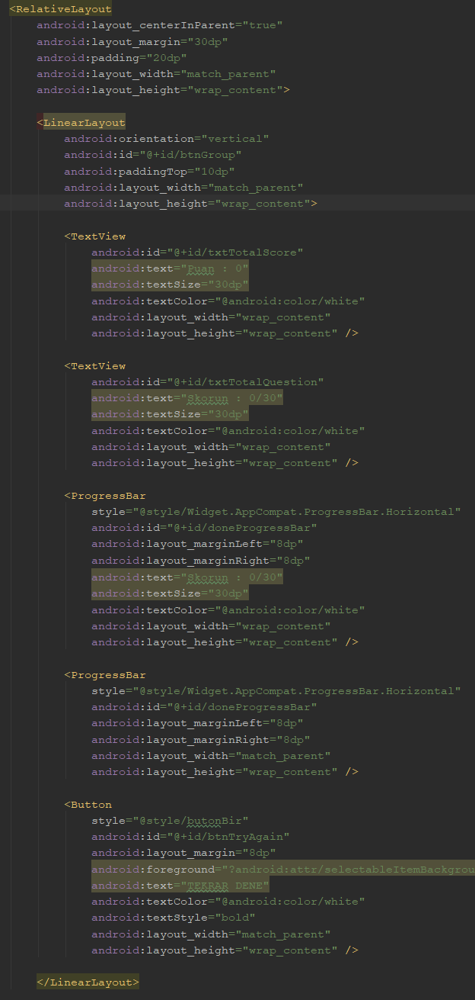 <RelativeLayout
android:layout_centerInParent="true"
android:layout_margin="30dp"
android:padding="20dp"
android:layout_width="match_parent"
android:layout_height="wrap_content">
<LinearLayout
android:orientation="vertical"
android:id="@+id/btnGroup"
android:paddingTop="10dp"
android:layout_width="match_parent"
android:layout_height="wrap_content">
<TextView
android:id="@+id/txtTotalScore"
android:text="Puan : 0"
android:textSize="30dp"
android:textColor="@android:color/white"
android:layout_width="wrap_content"
android:layout_height="wrap_content" />
<TextView
android:id="@+id/txtTotalQuestion"
android:text="Skorun : 0/30"
android:textSize="30dp"
android:textColor="@android:color/white"
android:layout_width="wrap_content"
android:layout_height="wrap_content" />
<ProgressBar
style="@style/Widget.AppCompat.ProgressBar.Horizontal"
android:id="@+id/doneProgressBar"
android:layout_marginLeft="8dp"
android:layout_marginRight="8dp"
android:text="Skorun : 0/30"
android:textSize="30dp"
android:textColor="@android:color/white"
android:layout_width="wrap_content"
android:layout_height="wrap_content" />
<ProgressBar
style="@style/Widget.AppCompat.ProgressBar.Horizontal"
android:id="@+id/doneProgressBar"
android:layout_marginLeft="8dp"
android:layout_marginRight="8dp"
android:layout_width="match_parent"
android:layout_height="wrap_content" />
<Button
style="@style/butonBir"
android:id="@+id/btnTryAgain"
android:layout_margin="8dp"
android:foreground="?android:attr/selectableItemBackgrou
android:text="TEKRAR DENE"
android:textColor="@android:color/white"
android:textStyle="bold"
android:layout_width="match_parent"
android:layout_height="wrap_content" />
</LinearLayout>